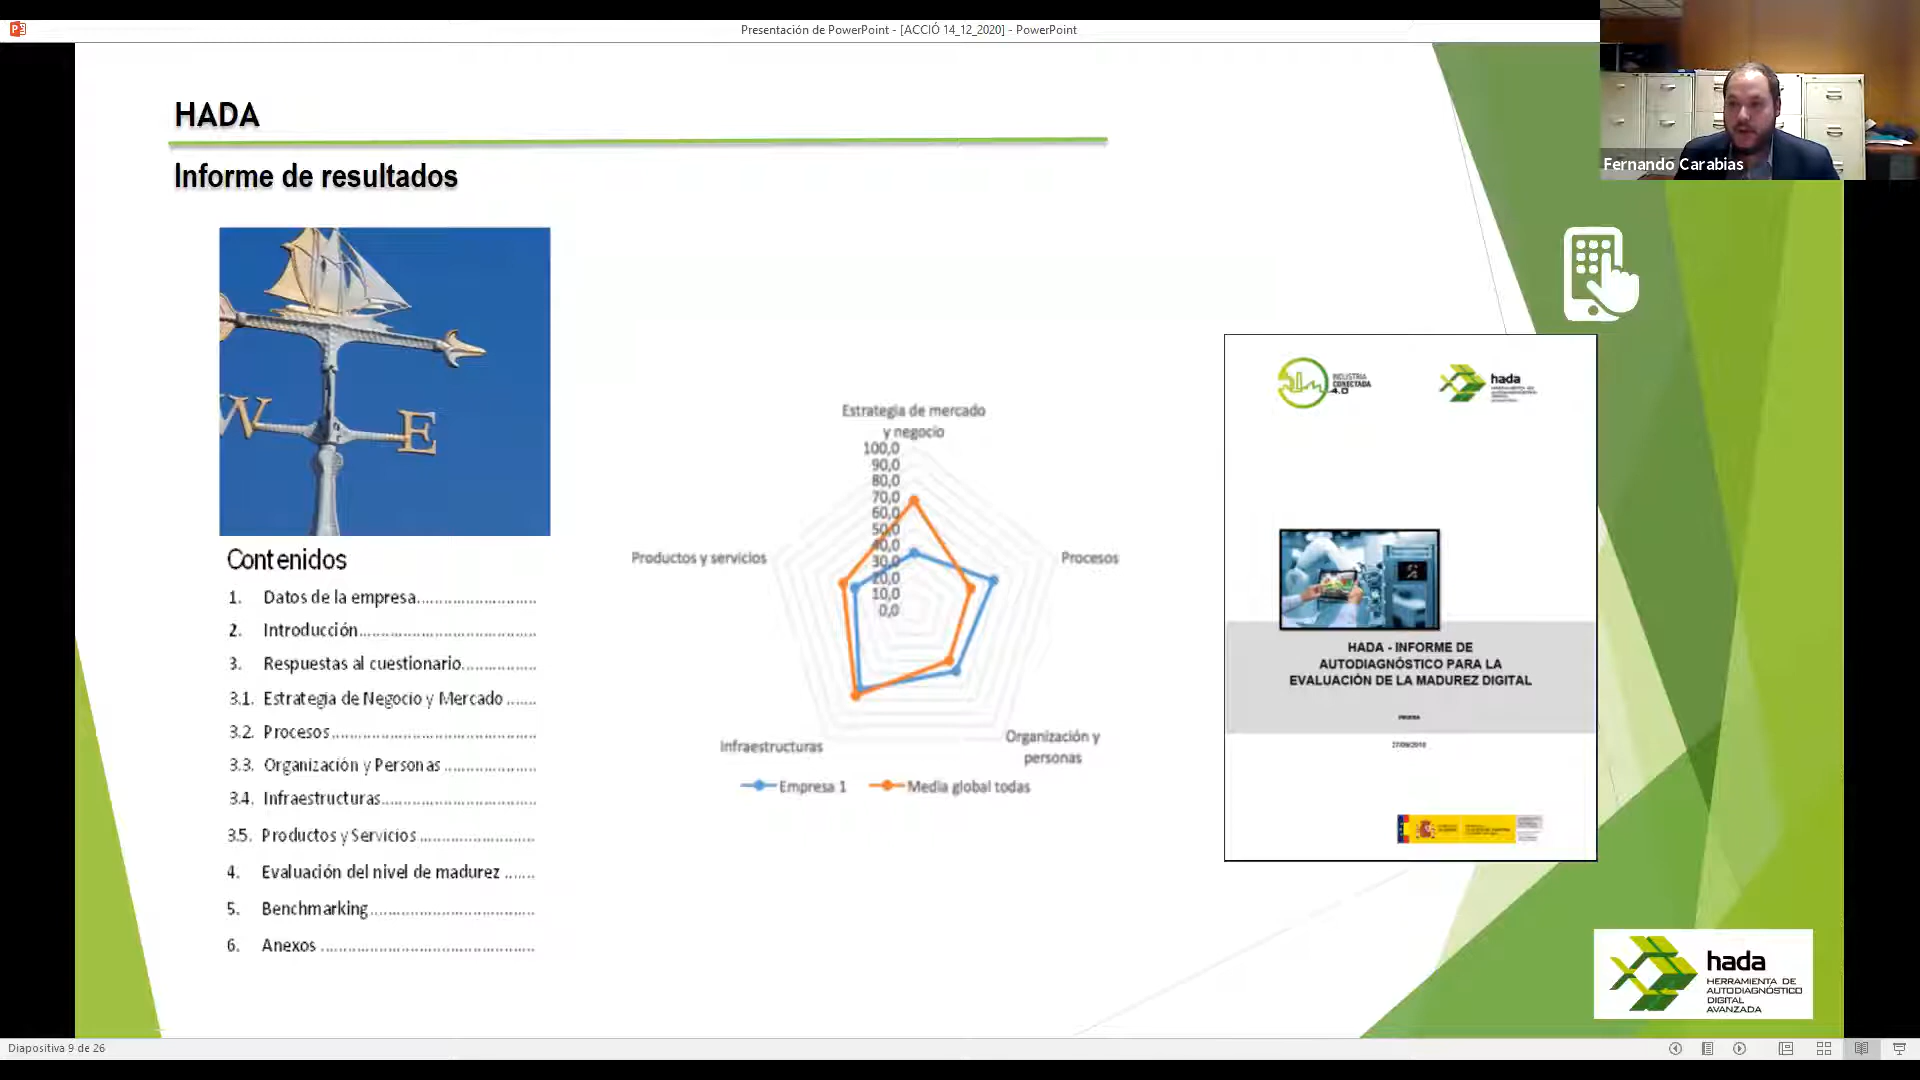 Presentación de PowerPoint - [ACCIÓ 14_12_2020] - PowerPoint
Fernando Carabias
HADA
Informe de resultados
W
E
Contenidos
1. Datos de la empresa
2. Introducción
3. Respuestas al cuestionario
3.1. Estrategia de Negocio y Mercado
3.2. Procesos
3.3. Organización y Personas
3.4. Infraestructuras
3.5. Productos y Servicios
4. Evaluación del nivel de madurez
5. Benchmarking
6. Anexos
Estrategia de mercado
y negocio
100,0
90,0
80,0
70,0
60,0
50,0
40,0
30,0
20,0
10,0
0,0
Productos y servicios
Procesos
Infraestructuras
Organización y
personas
Empresa 1
Media global todas
INDUSTRIA
CONECTADA
4.0
hada
HADA - INFORME DE
AUTODIAGNÓSTICO PARA LA
EVALUACIÓN DE LA MADUREZ DIGITAL
PRUEBA
hada
HERRAMIENTA DE
AUTODIAGNÓSTICO
DIGITAL
AVANZADA
Diapositiva 9 de 26